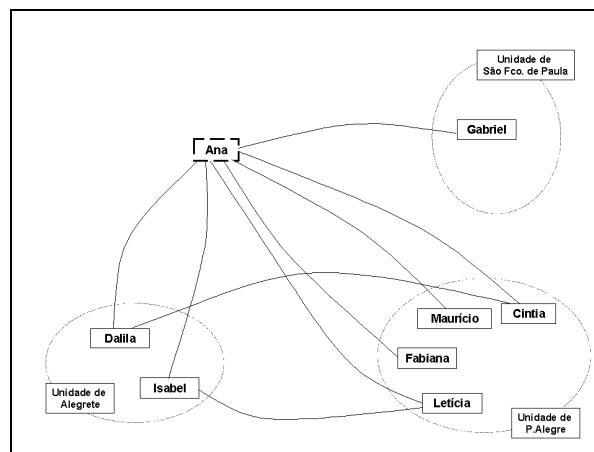 Unidade de
São Fco. de Paula
Gabriel
Ana
Maurício
Cintia
Dalila
Fabiana
Isabel
Unidade de
Alegrete
Letícia
Unidade de
P.Alegre